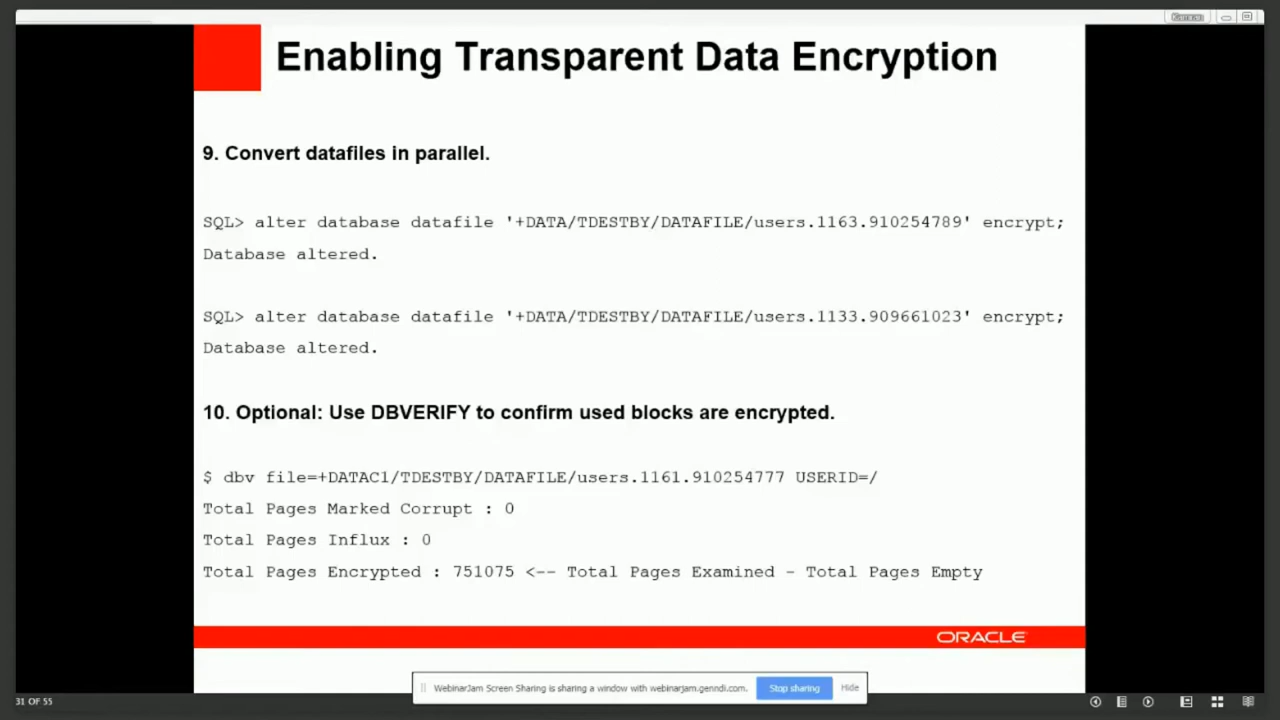 Enabling Transparent Data Encryption
9. Convert datafiles in parallel.
SQL> alter database datafile '+DATA/TDESTBY/DATAFILE/users.1163.910254789' encrypt;
Database altered.
SQL> alter database datafile '+DATA/TDESTBY/DATAFILE/users.1133.909661023' encrypt;
Database altered.
10. Optional: Use DBVERIFY to confirm used blocks are encrypted.
$ dbv file=+DATAC1/TDESTBY/DATAFILE/users.1161.910254777 USERID=/
Total Pages Marked Corrupt : 0
Total Pages Influx : 0
Total Pages Encrypted : 751075 <-- Total Pages Examined - Total Pages Empty
ORACLE
WebinarJam Screen Sharing is sharing a window with webinarjam.genndi.com.
Stop sharing
Hide
31 OF 55